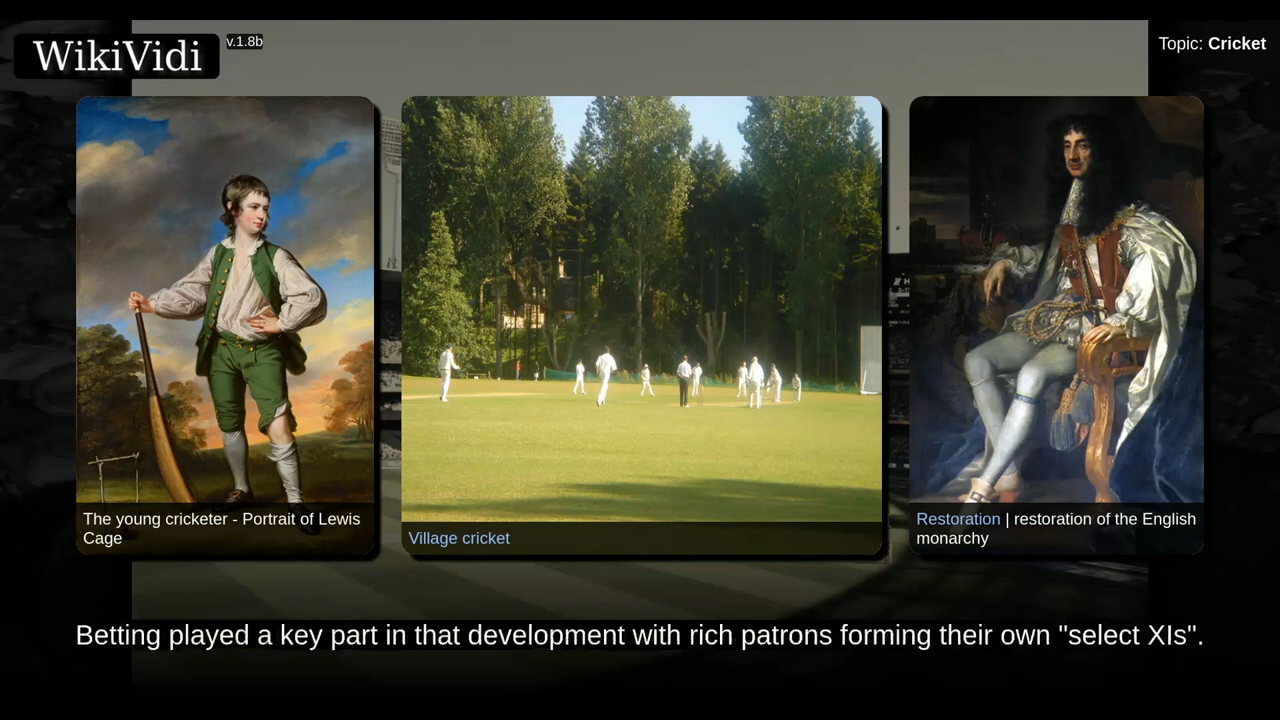 WikiVidi v.1.8b
Topic: Cricket
The young cricketer - Portrait of Lewis
Cage
Village cricket
Restoration | restoration of the English
monarchy
Betting played a key part in that development with rich patrons forming their own "select XIs".